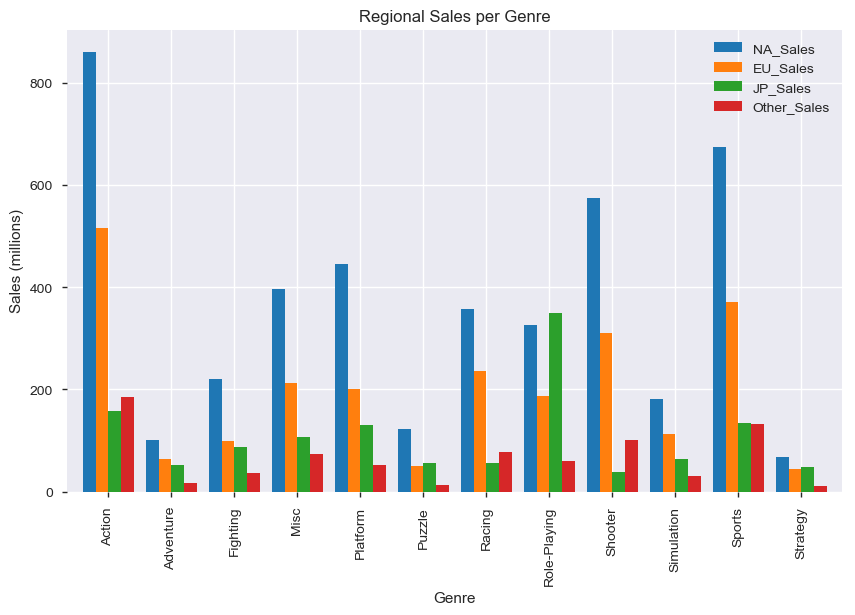 Regional Sales per Genre
NA_Sales
EU_Sales
JP_Sales
Other_Sales
Sales (millions)
800
600
400
200
0
Action
Adventure
Fighting
Misc
Platform
Puzzle
Racing
Role-Playing
Shooter
Simulation
Sports
Strategy
Genre